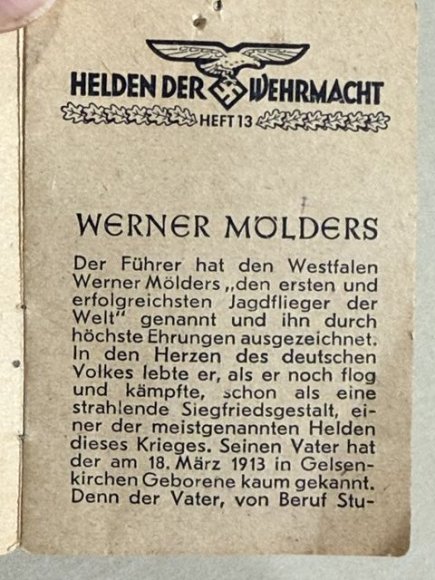 HELDEN DER WEHRMACHT
HEFT 13
WERNER MÖLDERS
Der Führer hat den Westfalen
Werner Mölders „den ersten und
erfolgreichsten Jagdflieger der
Welt" genannt und ihn durch
höchste Ehrungen ausgezeichnet.
In den Herzen des deutschen
Volkes lebte er, als er noch flog
und kämpfte, schon als eine
strahlende Siegfriedsgestalt, ei-
ner der meistgenannten Helden
dieses Krieges. Seinen Vater hat
der am 18. März 1913 in Gelsen-
kirchen Geborene kaum gekannt.
Denn der Vater, von Beruf Stu-